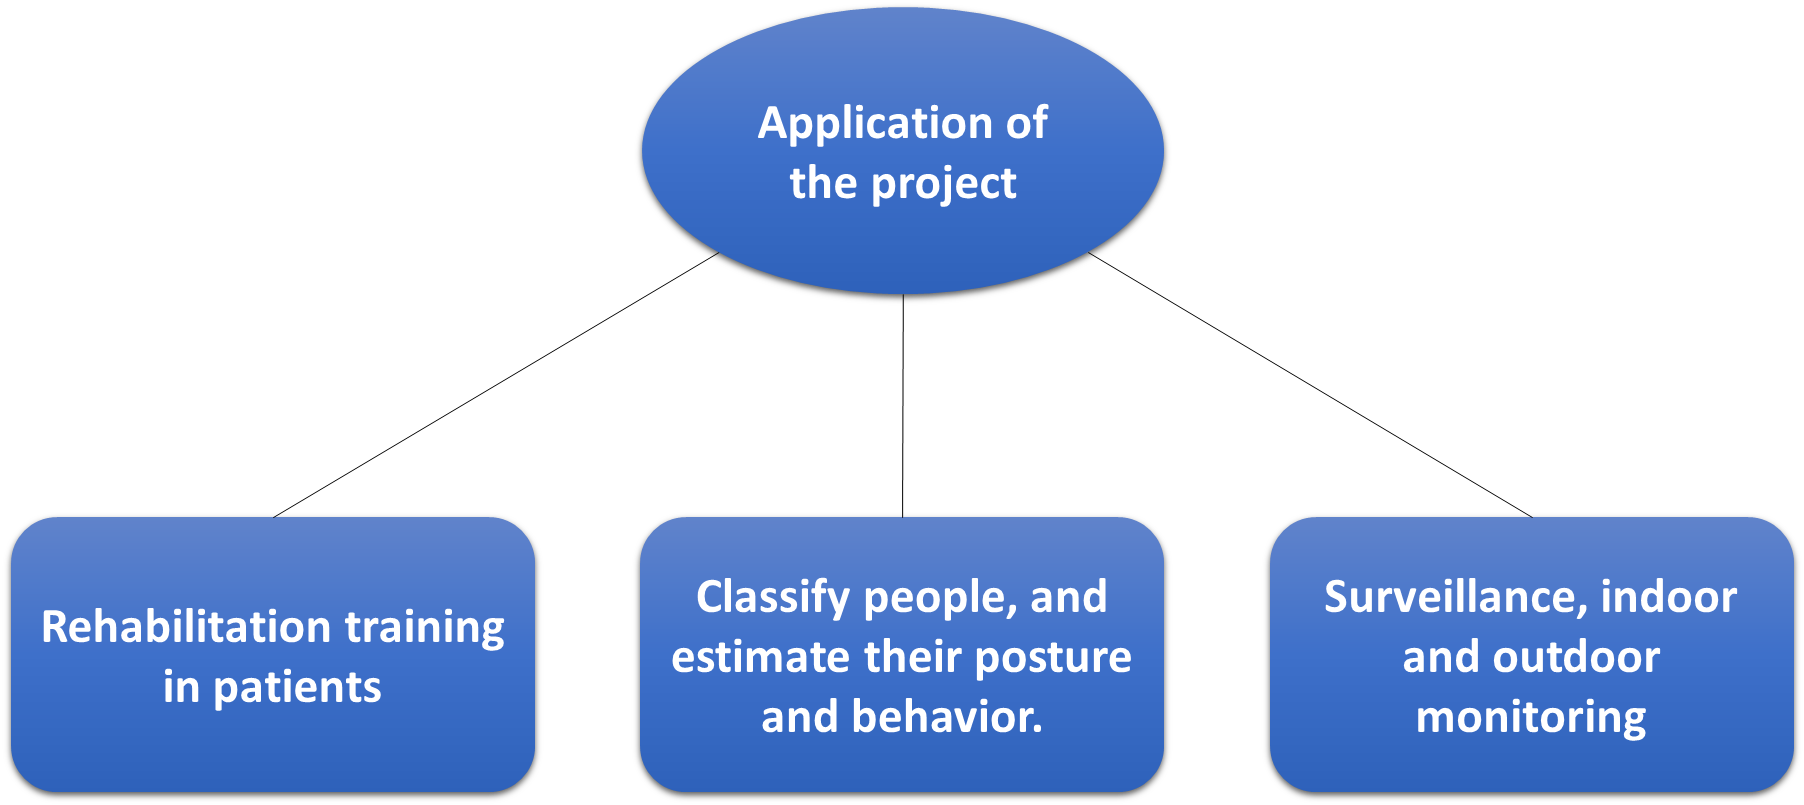 Application of
the project
Rehabilitation training
in patients
Classify people, and
estimate their posture
and behavior.
Surveillance, indoor
and outdoor
monitoring